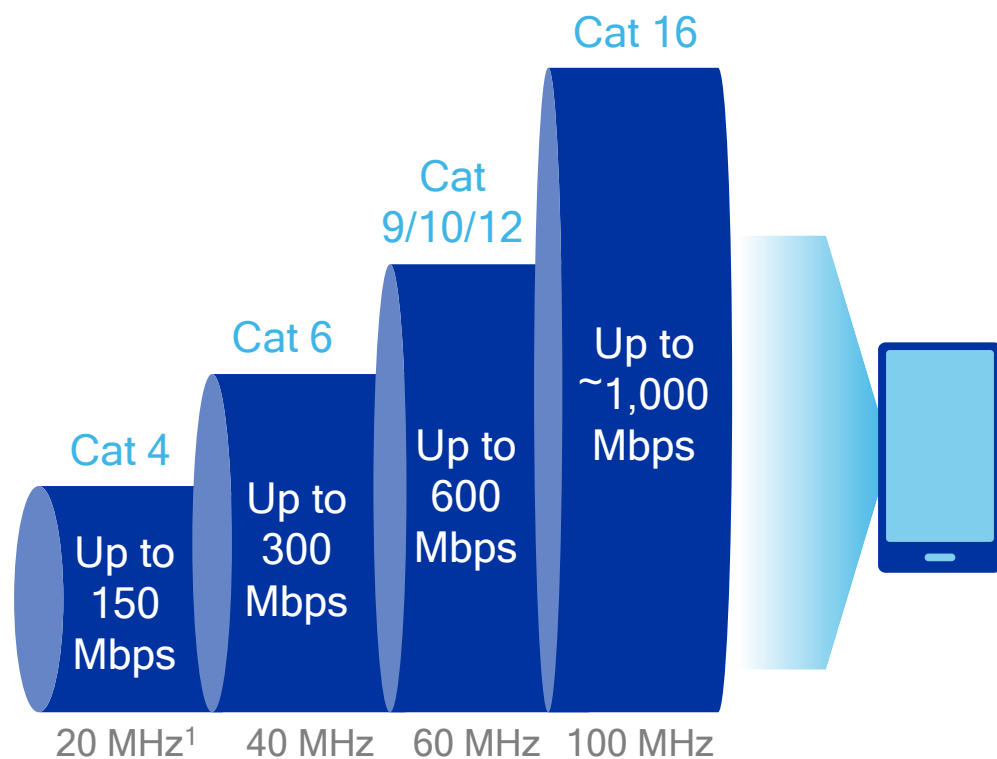 Cat 16
Cat
9/10/12
Cat 6
Cat 4
Up to
150
Mbps
Up to
300
Mbps
Up to
600
Mbps
Up to
~1,000
Mbps
20 MHz¹
40 MHz
60 MHz
100 MHz